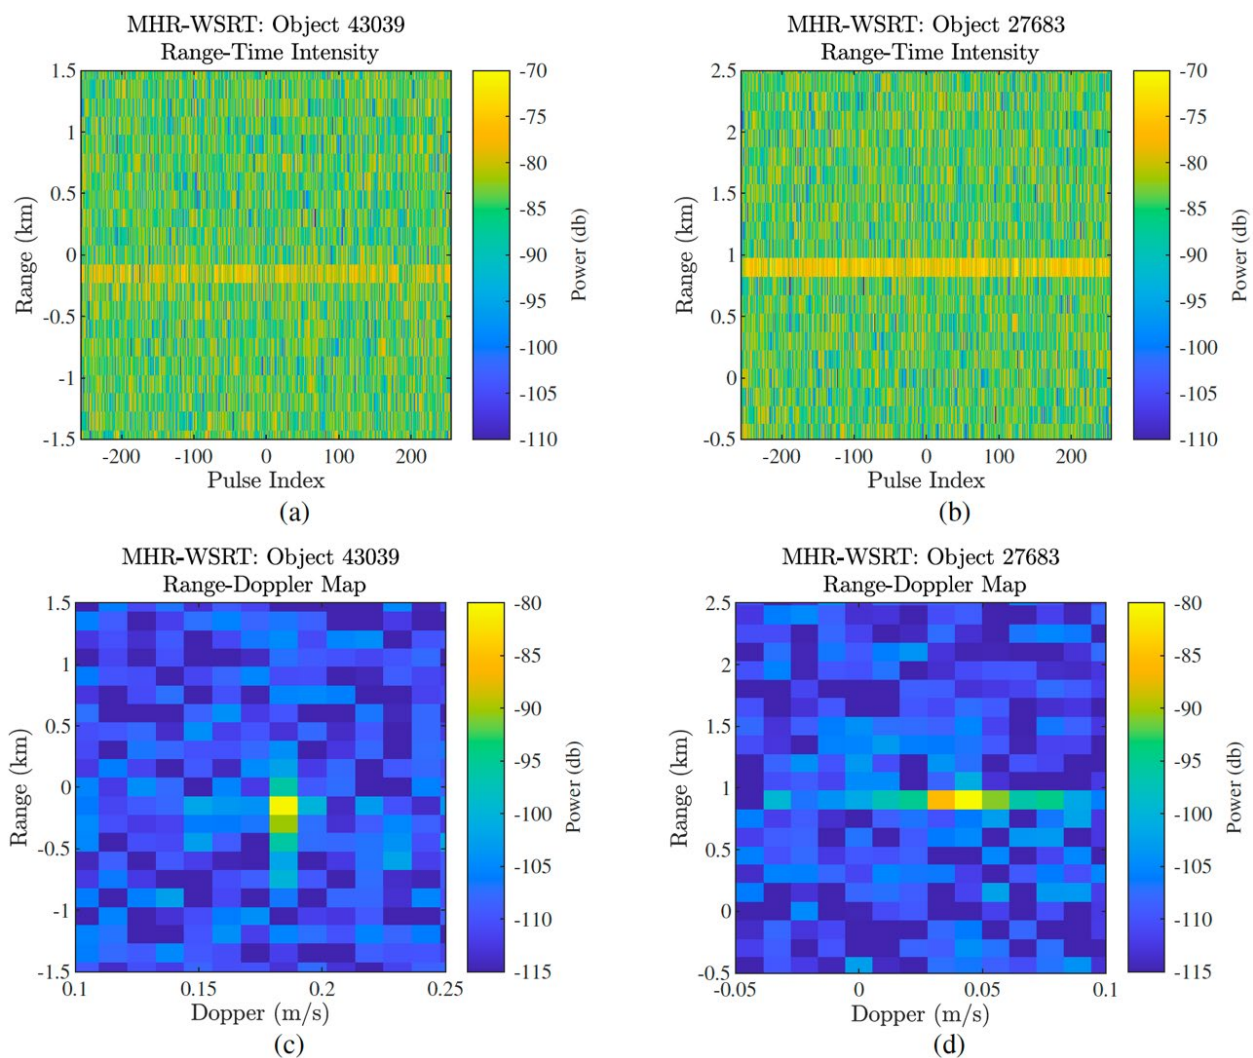 MHR-WSRT: Object 43039
Range-Time Intensity
1.5
1
0.5
0
-0.5
-1
-1.5
Range (km)
-200 -100 0 100 200
Pulse Index
-70
-75
-80
-85
-90
-95
-100
-105
-110
Power (db)
(a)
MHR-WSRT: Object 27683
Range-Time Intensity
2.5
2
1.5
1
0.5
0
-0.5
Range (km)
-200 -100 0 100 200
Pulse Index
-70
-75
-80
-85
-90
-95
-100
-105
-110
Power (db)
(b)
MHR-WSRT: Object 43039
Range-Doppler Map
1.5
1
0.5
0
-0.5
-1
-1.5
Range (km)
0.1 0.15 0.2 0.25
Dopper (m/s)
-80
-85
-90
-95
-100
-105
-110
-115
Power (db)
(c)
MHR-WSRT: Object 27683
Range-Doppler Map
2.5
2
1.5
1
0.5
0
-0.5
Range (km)
-0.05 0 0.05 0.1
Dopper (m/s)
-80
-85
-90
-95
-100
-105
-110
-115
Power (db)
(d)